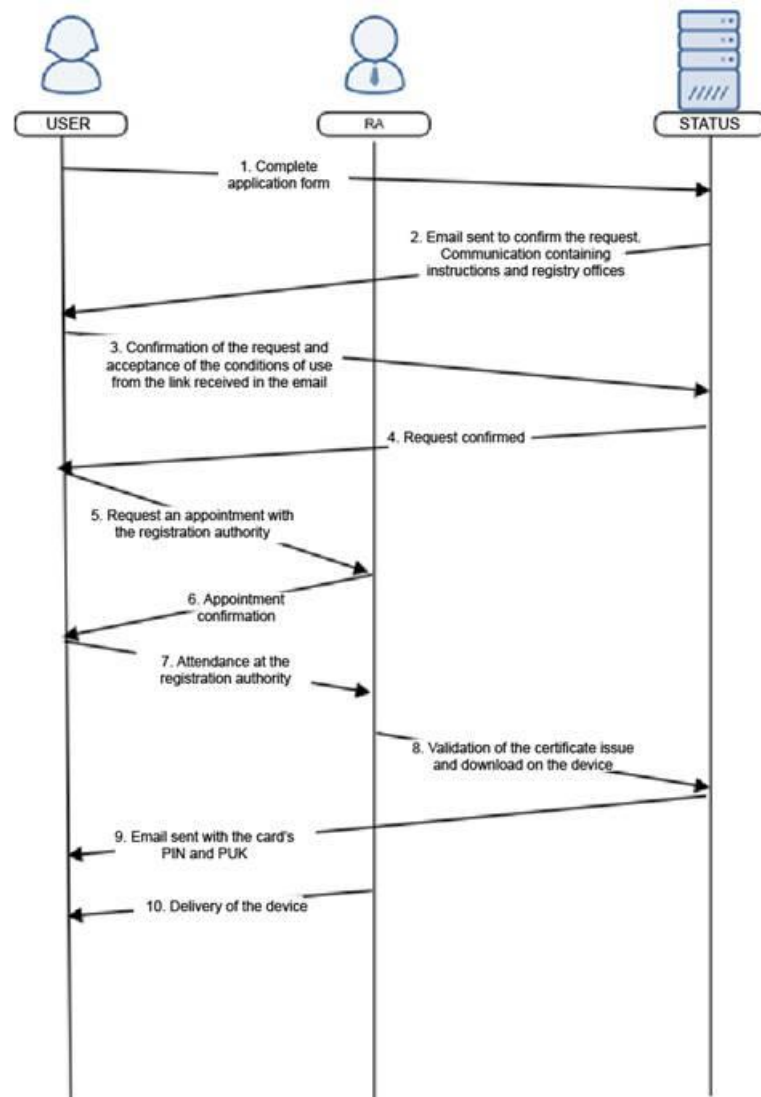 USER
RA
STATUS
1. Complete
application form
2. Email sent to confirm the request.
Communication containing
instructions and registry offices
3. Confirmation of the request and
acceptance of the conditions of use
from the link received in the email
4. Request confirmed
5. Request an appointment with
the registration authority
6. Appointment
confirmation
7. Attendance at the
registration authority
8. Validation of the certificate issue
and download on the device
9. Email sent with the card's
PIN and PUK
10. Delivery of the device